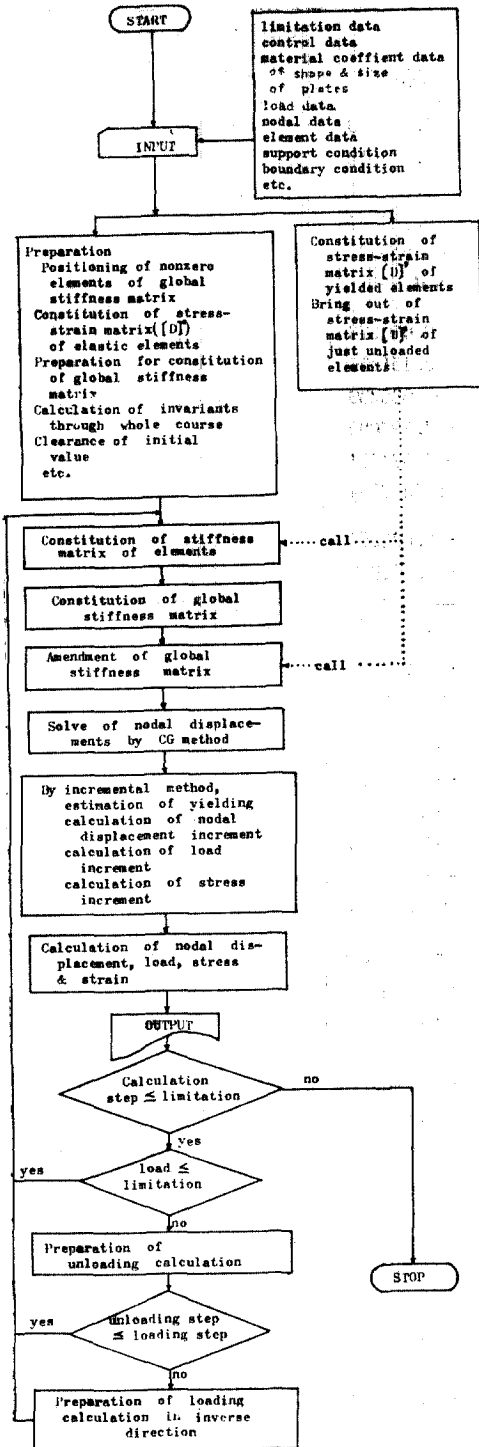 START
limitation data
control data
material coeffient data
of shape & size
of plates
load data
nodal data
element data
support condition
boundary condition
etc.
INPUT
Preparation
Positioning of nonzero
elements of global
stiffness matrix
Constitution of stress-
strain matrix([D])
of elastic elements
Preparation for constitution
of global stiffness
matrix
Calculation of invariants
through whole course
Clearance of initial
value
etc.
Constitution of
stress-strain
matrix [D] of
yielded elements
Bring out of
stress-strain
matrix [D] of
just unloaded
elements
Constitution of stiffness
matrix of elements
call
Constitution of global
stiffness matrix
Amendment of global
stiffness matrix
call
Solve of nodal displace-
ments by CG method
By incremental method,
estimation of yielding
calculation of nodal
displacement increment
calculation of load
increment
calculation of stress
increment
Calculation of nodal dis-
placement, load, stress
& strain
OUTPUT
Calculation
step ≤ limitation
no
yes
load ≤
limitation
yes
no
Preparation of
unloading calculation
STOP
unloading step
≤ loading step
yes
no
Preparation of loading
calculation in inverse
direction